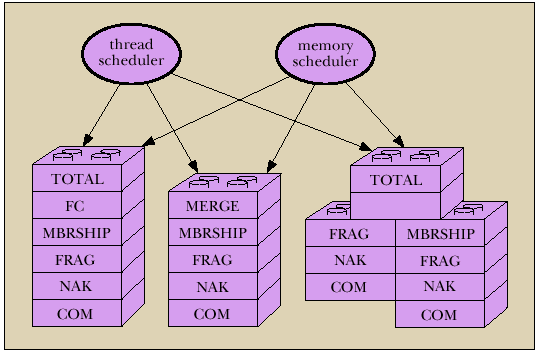 thread
scheduler
memory
scheduler
TOTAL
FC
MBRSHIP
FRAG
NAK
COM
MERGE
MBRSHIP
FRAG
NAK
COM
TOTAL
FRAG
NAK
COM
MBRSHIP
FRAG
NAK
COM